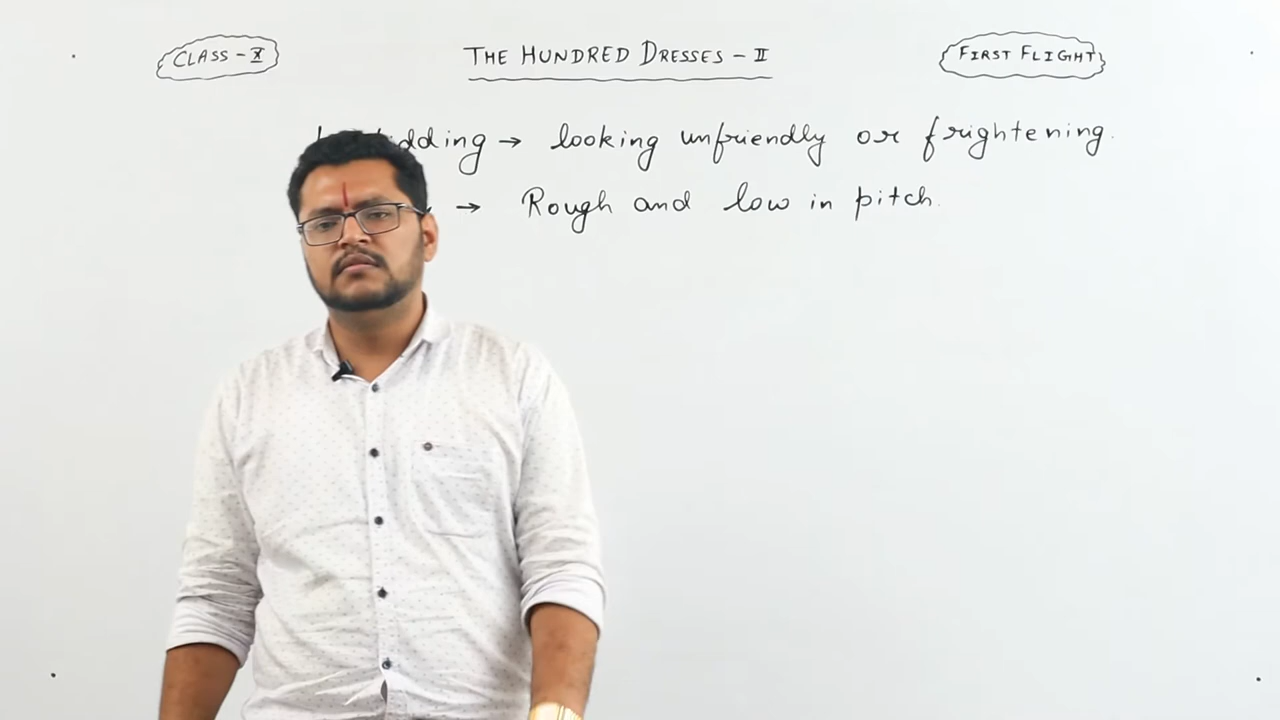 CLASS - X
THE HUNDRED DRESSES - II
FIRST FLIGHT
→ looking unfriendly or frightening.
→ Rough and low in pitch.